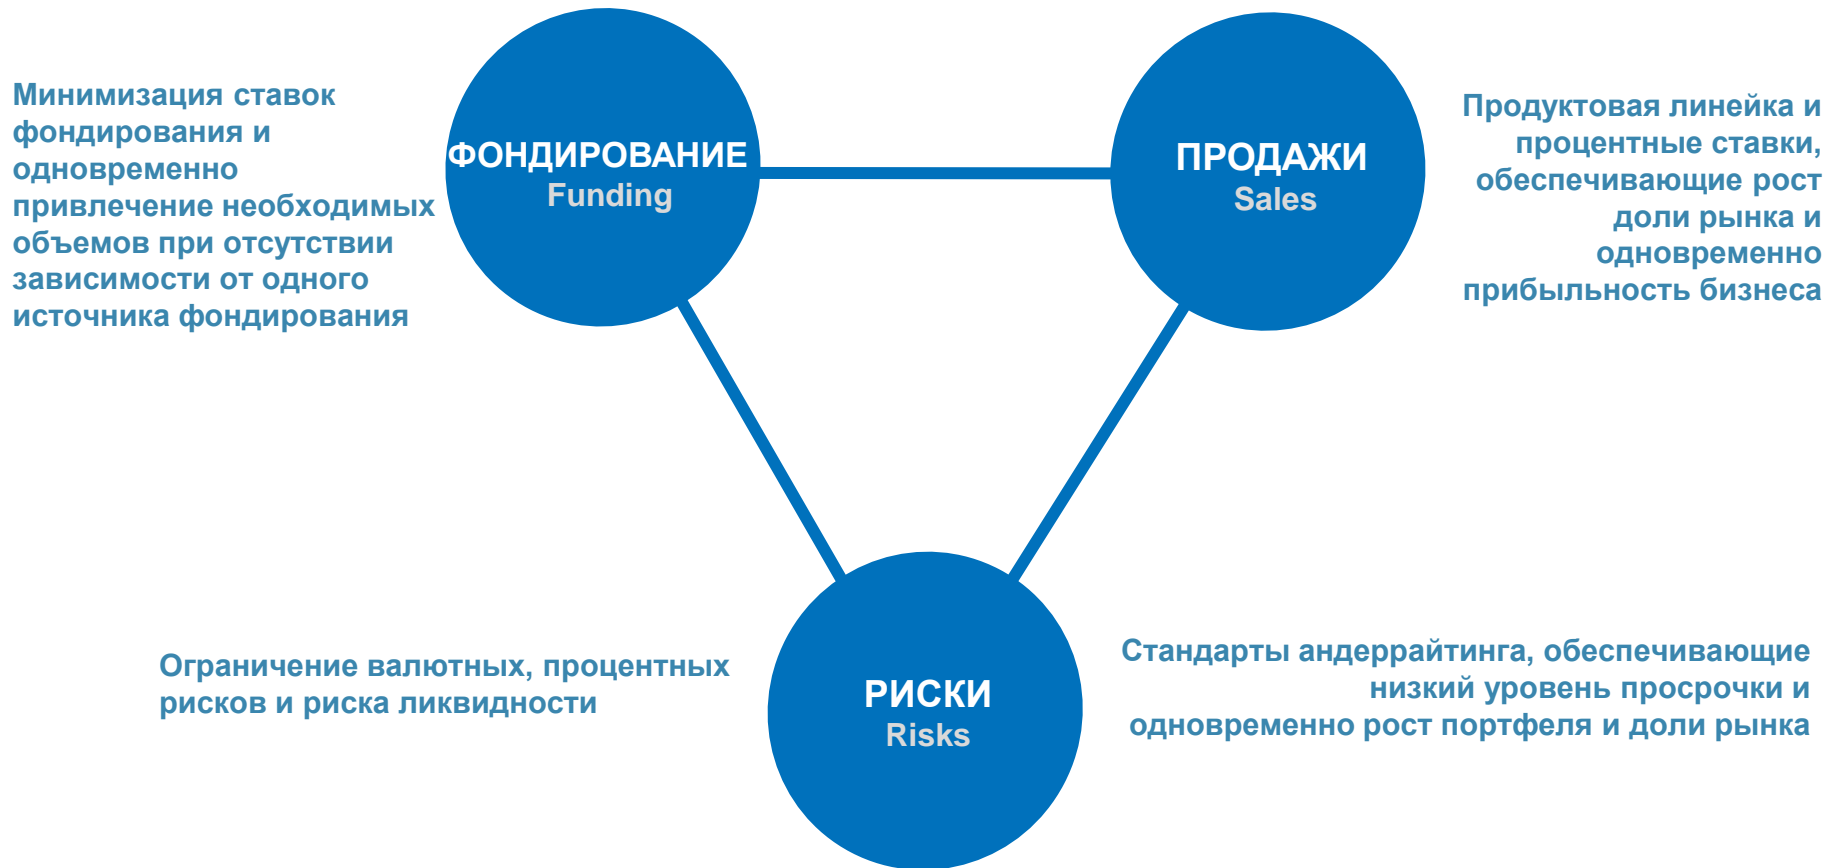 Минимизация ставок
фондирования и
одновременно
привлечение необходимых
объемов при отсутствии
зависимости от одного
источника фондирования
ФОНДИРОВАНИЕ
Funding
ПРОДАЖИ
Sales
Продуктовая линейка и
процентные ставки,
обеспечивающие рост
доли рынка и
одновременно
прибыльность бизнеса
Ограничение валютных, процентных
рисков и риска ликвидности
РИСКИ
Risks
Стандарты андеррайтинга, обеспечивающие
низкий уровень просрочки и
одновременно рост портфеля и доли рынка